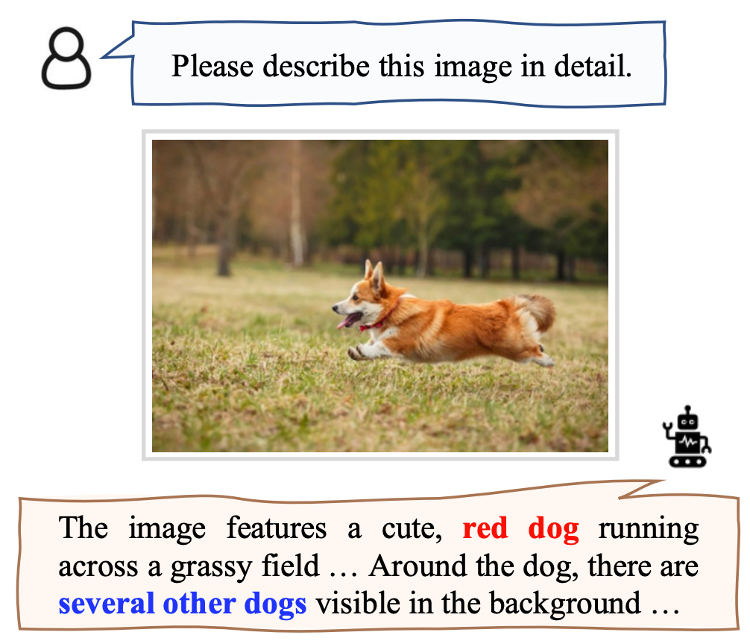 Please describe this image in detail.
The image features a cute, red dog running
across a grassy field … Around the dog, there are
several other dogs visible in the background …